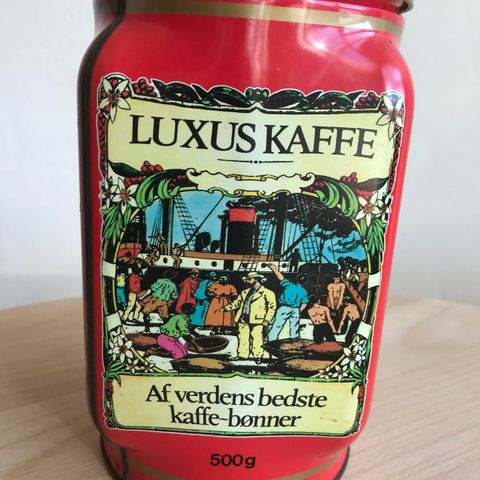 LUXUS KAFFE
Af verdens bedste
kaffe-bønner
500g